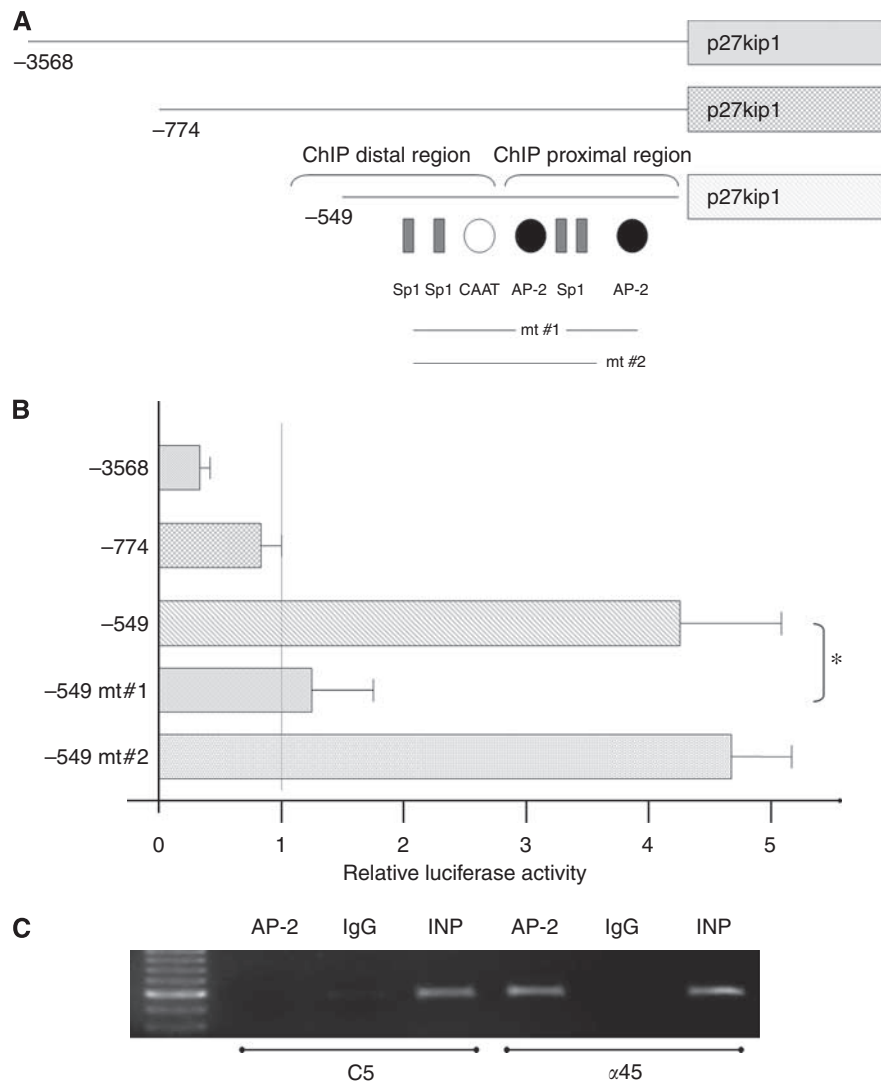 A
p27kip1
–3568
p27kip1
–774
ChIP distal region ChIP proximal region
p27kip1
–549
Sp1 Sp1 CAAT AP-2 Sp1 AP-2
mt #1
mt #2
B
–3568
–774
–549
*
–549 mt#1
–549 mt#2
0 1 2 3 4 5
Relative luciferase activity
C
AP-2 IgG INP AP-2 IgG INP
C5 α45